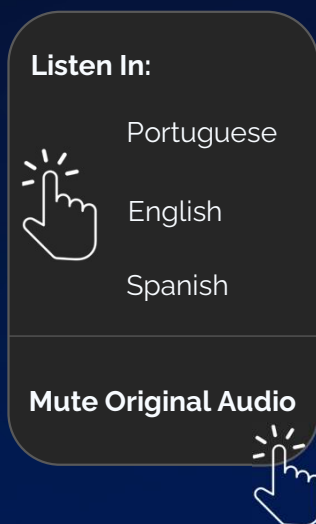 Listen In:
Portuguese
English
Spanish
Mute Original Audio